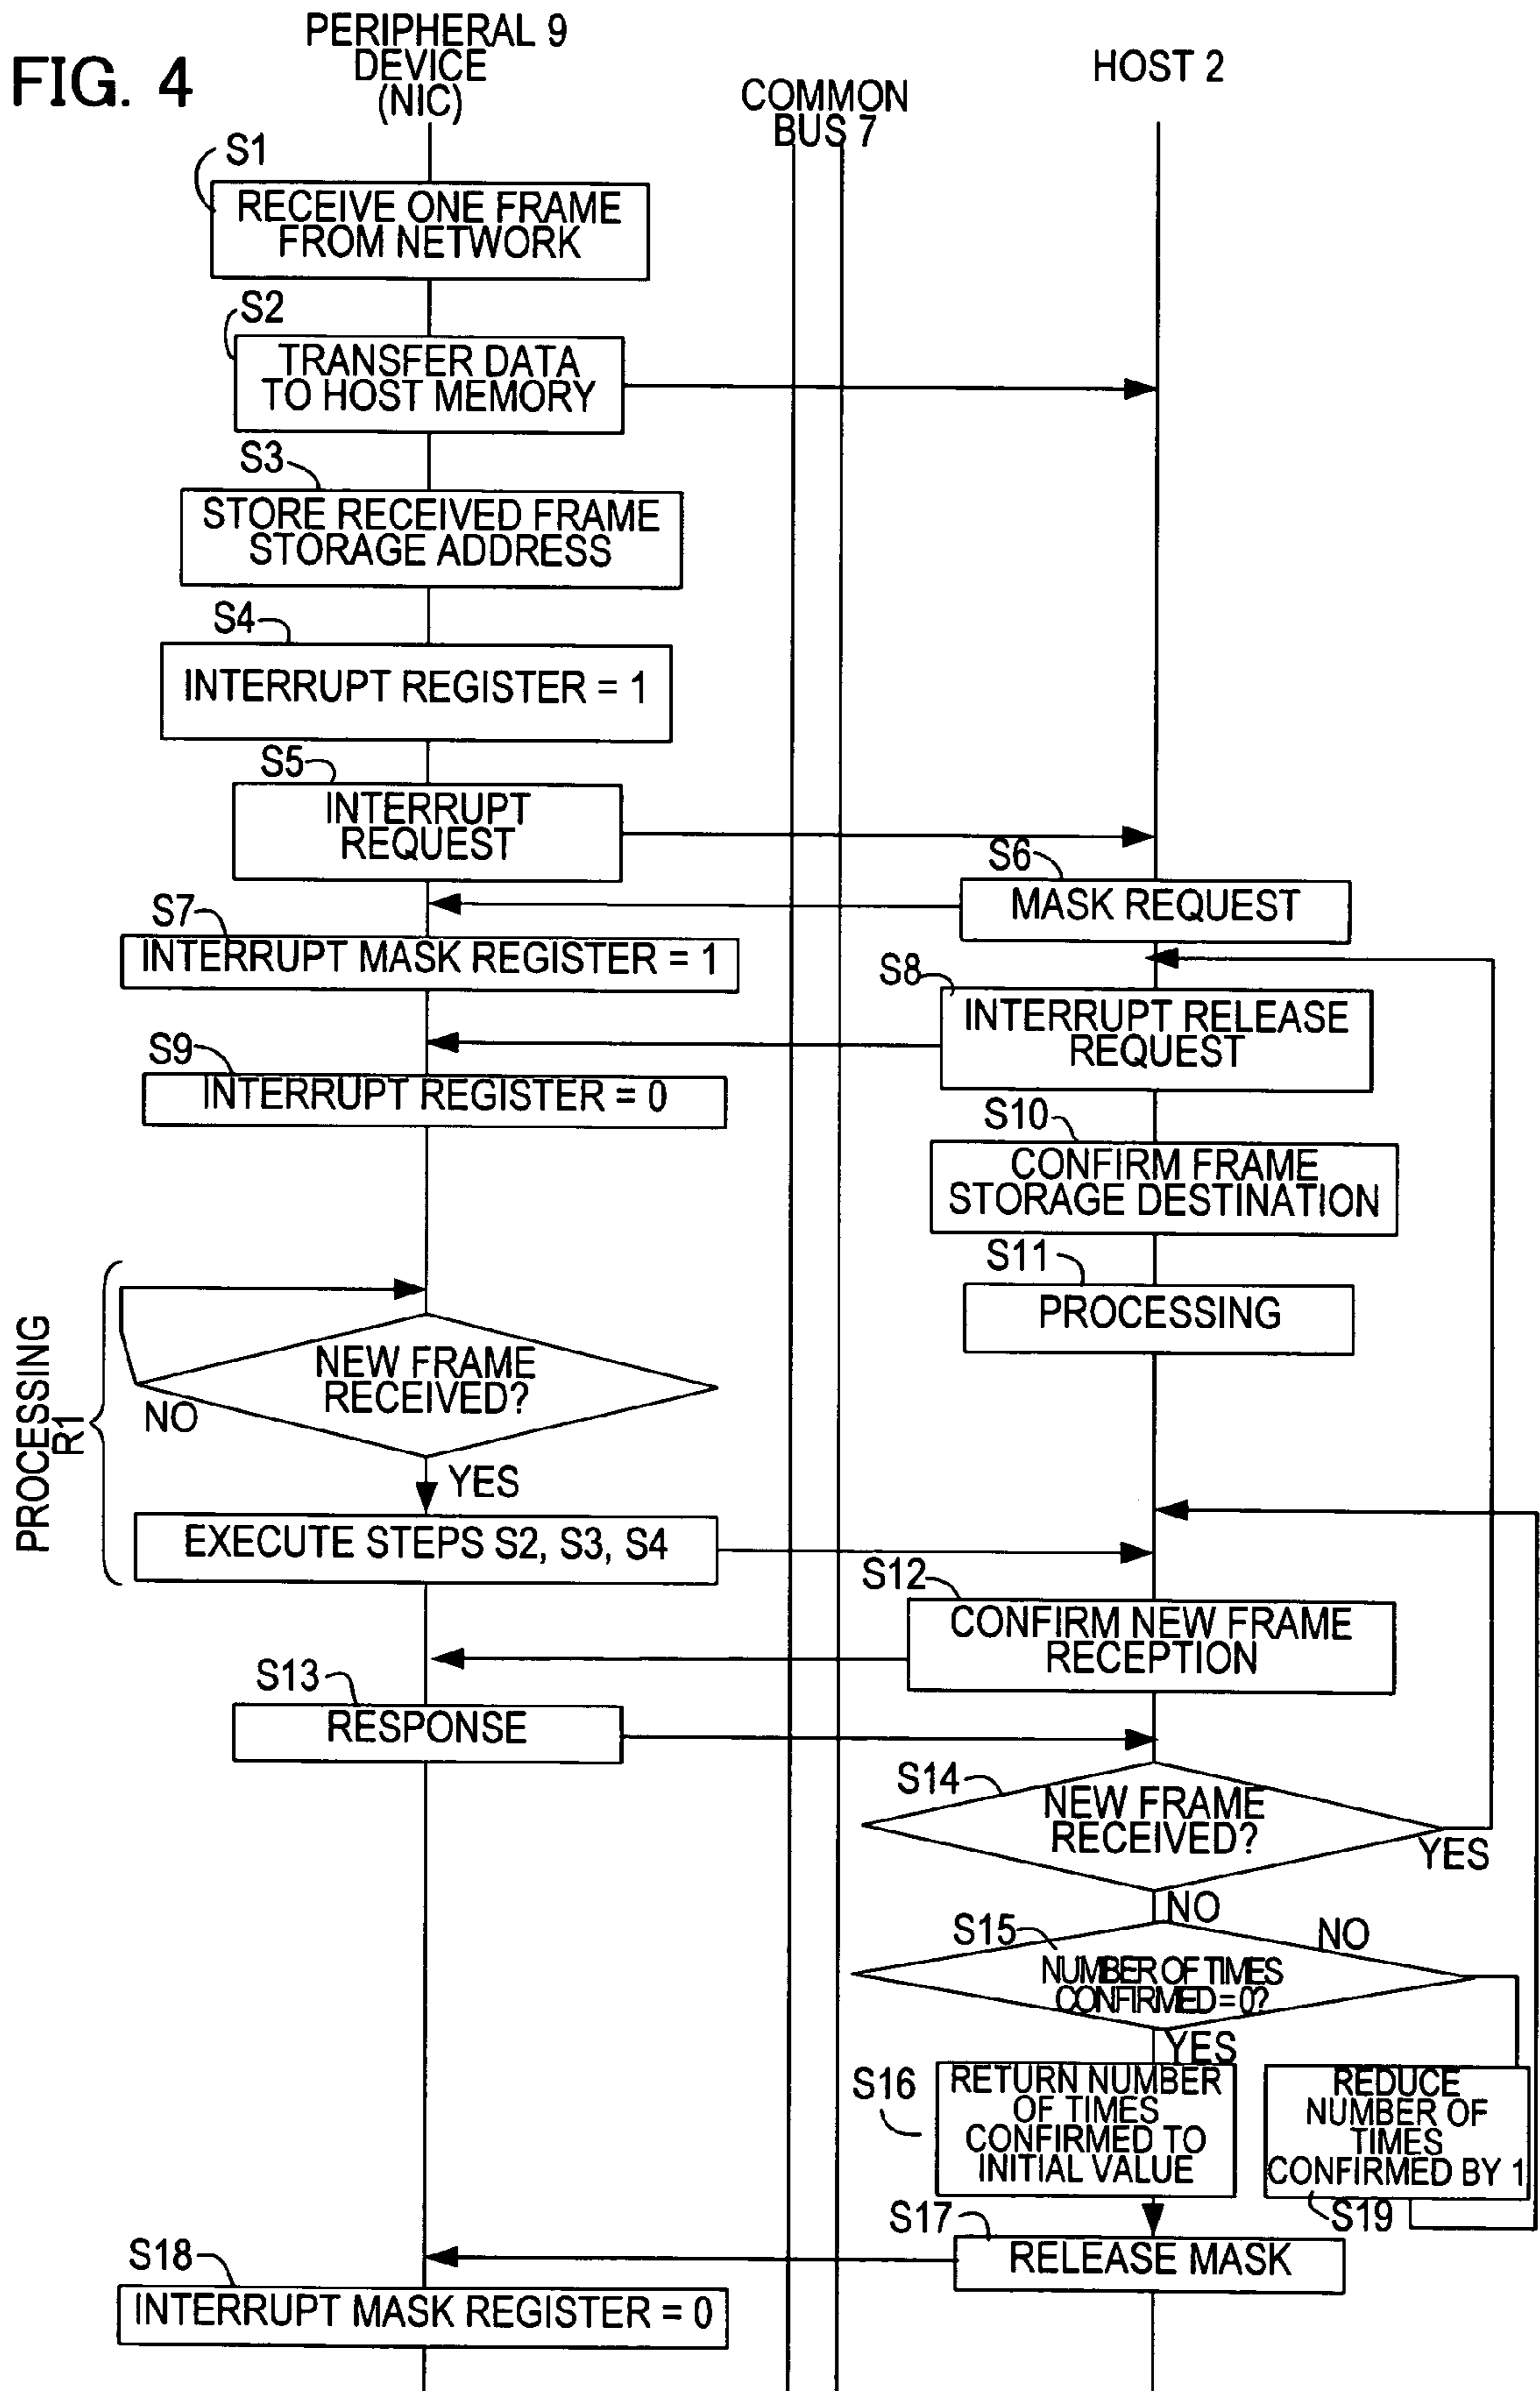 FIG. 4
PERIPHERAL 9
DEVICE
(NIC)
COMMON
BUS 7
HOST 2
S1
RECEIVE ONE FRAME
FROM NETWORK
S2
TRANSFER DATA
TO HOST MEMORY
S3
STORE RECEIVED FRAME
STORAGE ADDRESS
S4
INTERRUPT REGISTER = 1
S5
INTERRUPT
REQUEST
S6
MASK REQUEST
S7
INTERRUPT MASK REGISTER = 1
S8
INTERRUPT RELEASE
REQUEST
S9
INTERRUPT REGISTER = 0
S10
CONFIRM FRAME
STORAGE DESTINATION
S11
PROCESSING
PROCESSING
R1
NEW FRAME
RECEIVED?
NO
YES
EXECUTE STEPS S2, S3, S4
S12
CONFIRM NEW FRAME
RECEPTION
S13
RESPONSE
S14
NEW FRAME
RECEIVED?
YES
NO
S15
NO
NUMBER OF TIMES
CONFIRMED = 0?
YES
S16
RETURN NUMBER
OF TIMES
CONFIRMED TO
INITIAL VALUE
REDUCE
NUMBER OF
TIMES
CONFIRMED BY 1
S19
S17
RELEASE MASK
S18
INTERRUPT MASK REGISTER = 0